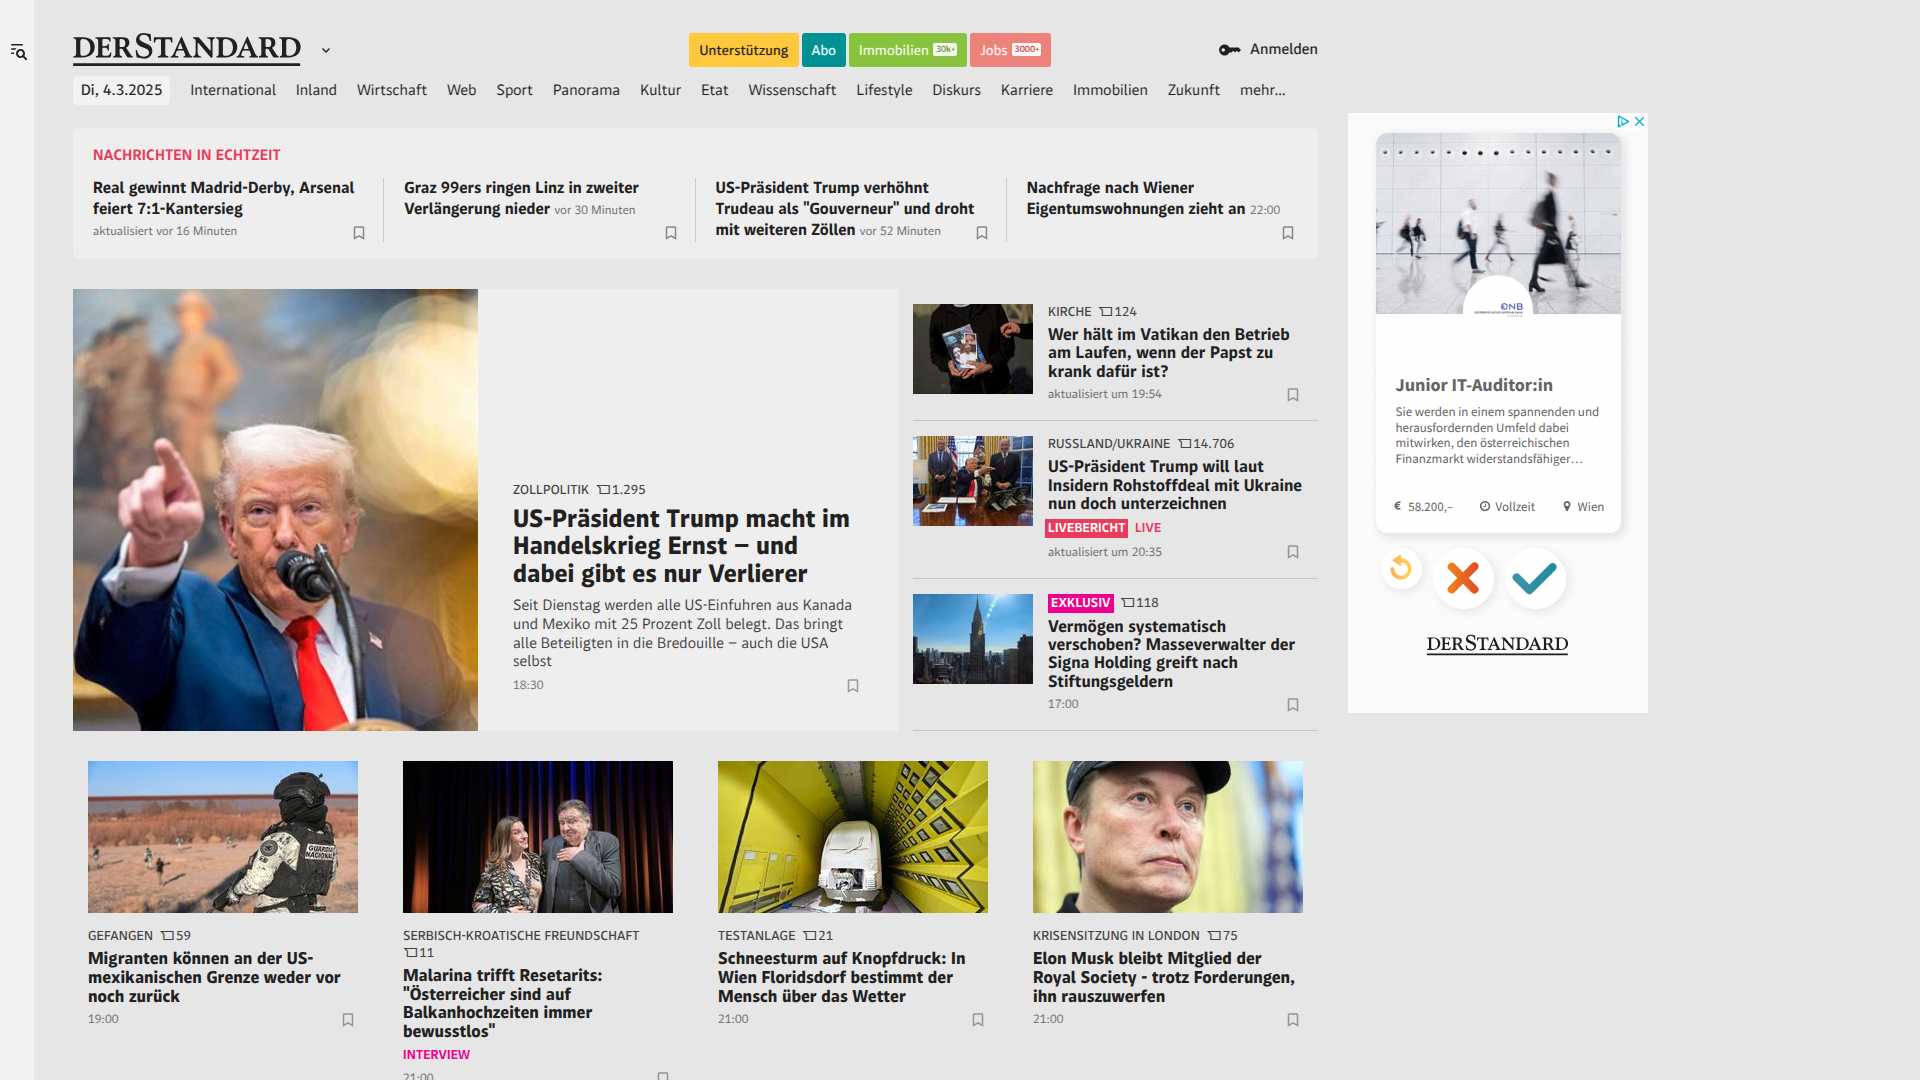 DERSTANDARD
Unterstützung
Abo
Immobilien 30k+
Jobs 3000+
Anmelden
Di, 4.3.2025
International
Inland
Wirtschaft
Web
Sport
Panorama
Kultur
Etat
Wissenschaft
Lifestyle
Diskurs
Karriere
Immobilien
Zukunft
mehr...
NACHRICHTEN IN ECHTZEIT
Real gewinnt Madrid-Derby, Arsenal
feiert 7:1-Kantersieg
aktualisiert vor 16 Minuten
Graz 99ers ringen Linz in zweiter
Verlängerung nieder vor 30 Minuten
US-Präsident Trump verhöhnt
Trudeau als "Gouverneur" und droht
mit weiteren Zöllen vor 52 Minuten
Nachfrage nach Wiener
Eigentumswohnungen zieht an 22:00
ZOLLPOLITIK 1.295
US-Präsident Trump macht im
Handelskrieg Ernst – und
dabei gibt es nur Verlierer
Seit Dienstag werden alle US-Einfuhren aus Kanada
und Mexiko mit 25 Prozent Zoll belegt. Das bringt
alle Beteiligten in die Bredouille – auch die USA
selbst
18:30
KIRCHE 124
Wer hält im Vatikan den Betrieb
am Laufen, wenn der Papst zu
krank dafür ist?
aktualisiert um 19:54
RUSSLAND/UKRAINE 14.706
US-Präsident Trump will laut
Insidern Rohstoffdeal mit Ukraine
nun doch unterzeichnen
LIVEBERICHT LIVE
aktualisiert um 20:35
EXKLUSIV 118
Vermögen systematisch
verschoben? Masseverwalter der
Signa Holding greift nach
Stiftungsgeldern
17:00
GUARDIA
NACIONAL
GEFANGEN 59
Migranten können an der US-
mexikanischen Grenze weder vor
noch zurück
19:00
SERBISCH-KROATISCHE FREUNDSCHAFT
11
Malarina trifft Resetarits:
"Österreicher sind auf
Balkanhochzeiten immer
bewusstlos"
INTERVIEW
21:00
TESTANLAGE 21
Schneesturm auf Knopfdruck: In
Wien Floridsdorf bestimmt der
Mensch über das Wetter
21:00
KRISENSITZUNG IN LONDON 75
Elon Musk bleibt Mitglied der
Royal Society - trotz Forderungen,
ihn rauszuwerfen
21:00
ONB
Junior IT-Auditor:in
Sie werden in einem spannenden und
herausfordernden Umfeld dabei
mitwirken, den österreichischen
Finanzmarkt widerstandsfähiger…
€ 58.200,-
Vollzeit
Wien
DERSTANDARD